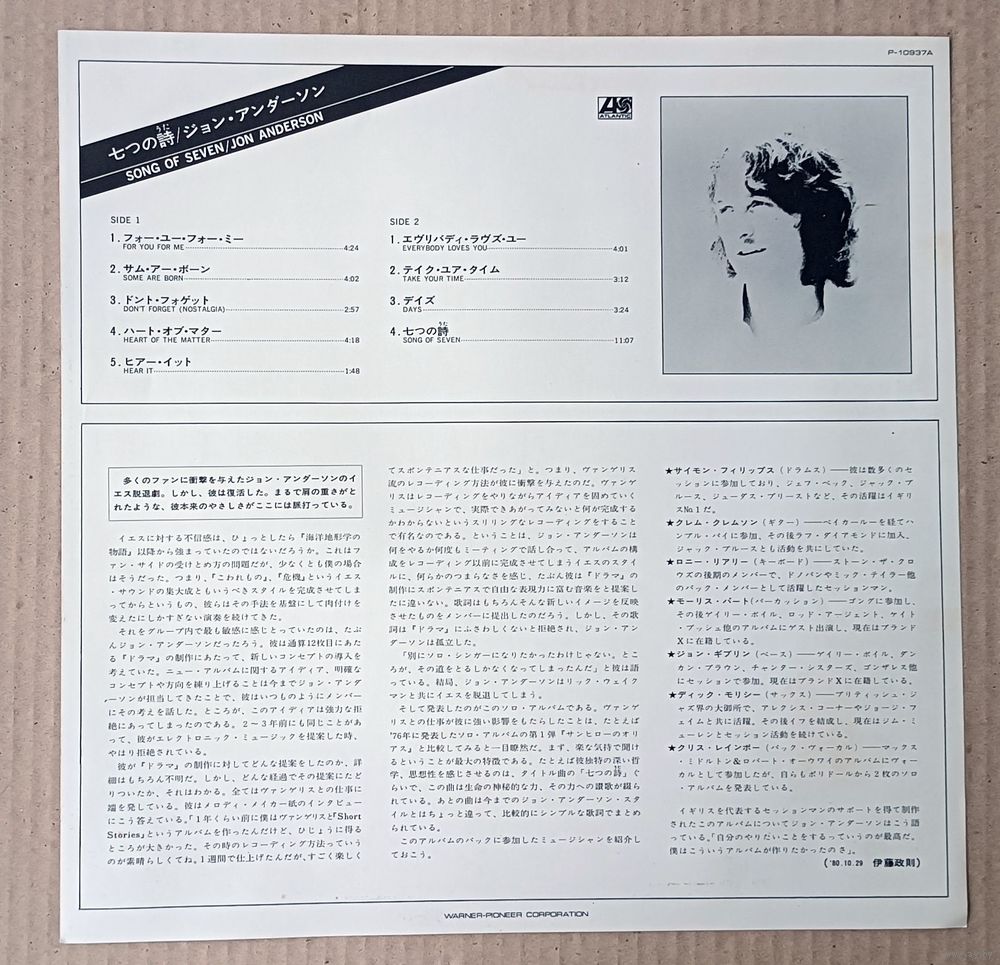 P-10937A
七つの詩/ジョン・アンダーソン
うた
SONG OF SEVEN/JON ANDERSON
ATLANTIC
SIDE 1
1.フォー・ユー・フォー・ミー
FOR YOU FOR ME 4:24
2.サム・アー・ボーン
SOME ARE BORN 4:02
3.ドント・フォゲット
DON'T FORGET (NOSTALGIA) 2:57
4.ハート・オブ・マター
HEART OF THE MATTER 4:18
5.ヒアー・イット
HEAR IT 1:48
SIDE 2
1.エヴリバディ・ラヴズ・ユー
EVERYBODY LOVES YOU 4:01
2.テイク・ユア・タイム
TAKE YOUR TIME 3:12
3.デイズ
DAYS 3:24
うた
4.七つの詩
SONG OF SEVEN 11:07
多くのファンに衝撃を与えたジョン・アンダーソンのイ
エス脱退劇。しかし、彼は復活した。まるで肩の重さがと
れたような、彼本来のやさしさがここには脈打っている。
イエスに対する不信感は、ひょっとしたら『海洋地形学の
物語』以降から強まっていたのではないだろうか。これはフ
ァン・サイドの受けとめ方の問題だが、少なくとも僕の場合
はそうだった。つまり、『こわれもの』、『危機』というイエス
・サウンドの集大成ともいうべきスタイルを完成させてしま
ってからというもの、彼らはその手法を基盤にして肉付けを
変えたにしかすぎない演奏を続けてきた。
それをグループ内で最も敏感に感じとっていたのは、たぶ
んジョン・アンダーソンだったろう。彼は通算12枚目にあた
る『ドラマ』の制作にあたって、新しいコンセプトの導入を
考えていた。ニュー・アルバムに関するアイディア、明確な
コンセプトや方向を練り上げることは今までジョン・アンダ
ーソンが担当してきたことで、彼はいつものようにメンバー
にその考えを話した。ところが、このアイディアは強力な拒
絶にあってしまったのである。2〜3年前にも同じことがあ
って、彼がエレクトロニック・ミュージックを提案した時、
やはり拒絶されている。
彼が『ドラマ』の制作に対してどんな提案をしたのか、詳
細はもちろん不明だ。しかし、どんな経過でその提案にたど
りついたか、それはわかる。全てはヴァンゲリスとの仕事に
端を発している。彼はメロディ・メイカー紙のインタビュー
にこう答えている。「1年くらい前に僕はヴァンゲリスと『Short
Stories』というアルバムを作ったんだけど、ひじょうに得る
ところが大きかった。その時のレコーディング方法っていう
のが素晴らしくてね。1週間で仕上げたんだが、すごく楽しく
てスポンテニアスな仕事だった」と。つまり、ヴァンゲリス
流のレコーディング方法が彼に衝撃を与えたのだ。ヴァンゲ
リスはレコーディングをやりながらアイディアを固めていく
ミュージシャンで、実際できあがってみないと何が完成する
かわからないというスリリングなレコーディングをすること
で有名なのである。ということは、ジョン・アンダーソンは
何をやるか何度もミーティングで話し合って、アルバムの構
成をレコーディング以前に完成させてしまうイエスのスタイ
ルに、何らかのつまらなさを感じ、たぶん彼は『ドラマ』の
制作にスポンテニアスで自由な表現力に富む音楽をと提案し
たに違いない。歌詞はもちろんそんな新しいイメージを反映
させたものをメンバーに提出したのだろう。しかし、その歌
詞は『ドラマ』にふさわしくないと拒絶され、ジョン・アン
ダーソンは孤立した。
「別にソロ・シンガーになりたかったわけじゃない。とこ
ろが、その道をとるしかなくなってしまったんだ」と彼は語
っている。結局、ジョン・アンダーソンはリック・ウェイク
マンと共にイエスを脱退してしまう。
そして発表したのがこのソロ・アルバムである。ヴァンゲ
リスとの仕事が彼に強い影響をもたらしたことは、たとえば
'76年に発表したソロ・アルバムの第1弾『サンヒローのオリ
アス』と比較してみると一目瞭然だ。まず、楽な気持で聞け
るということが最大の特徴である。たとえば彼独特の深い哲
学、思想性を感じさせるのは、タイトル曲の「七つの詩」ぐ
らいで、この曲は生命の神秘的な力、その力への讃歌が綴ら
れている。あとの曲は今までのジョン・アンダーソン・スタ
イルとはちょっと違って、比較的にシンプルな歌詞でまとめ
られている。
このアルバムのバックに参加したミュージシャンを紹介し
ておこう。
★サイモン・フィリップス(ドラムス)——彼は数多くのセ
ッションに参加しており、ジェフ・ベック、ジャック・ブ
ルース、ジューダス・プリーストなど、その活躍はイギリ
スNo.1だ。
★クレム・クレムソン(ギター)——ベイカールーを経てハ
ンブル・パイに参加、その後ラフ・ダイアモンドに加入、
ジャック・ブルースとも活動を共にしていた。
★ロニー・リアリー(キーボード)——ストーン・ザ・クロ
ウズの後期のメンバーで、ドノバンやミック・テイラー他
のバック・メンバーとして活躍したセッションマン。
★モーリス・パート(パーカッション)——ゴングに参加し、
その後ゲイリー・ボイル、ロッド・アージェント、ケイト
・ブッシュ他のアルバムにゲスト出演し、現在はブランド
Xに在籍している。
★ジョン・ギブリン(ベース)——ゲイリー・ボイル、ダン
カン・ブラウン、チャンター・シスターズ、ゴンザレス他
にセッションで参加。現在はブランドXに在籍している。
★ディック・モリシー(サックス)——ブリティッシュ・ジ
ャズ界の大御所で、アレクシス・コーナーやジョージ・フ
ェイムと共に活躍。その後イフを結成し、現在はジム・ミ
ューレンとセッション活動を続けている。
★クリス・レインボー(バック・ヴォーカル)——マックス
・ミドルトン&ロバート・オーウワイのアルバムにヴォー
カルとして参加したが、自らもポリドールから2枚のソロ
・アルバムを発表している。
イギリスを代表するセッションマンのサポートを得て制作
されたこのアルバムについてジョン・アンダーソンはこう語
っている。「自分のやりたいことをするっていうのが最高だ。
僕はこういうアルバムが作りたかったのさ」。
('80.10.29 伊藤政則)
WARNER-PIONEER CORPORATION